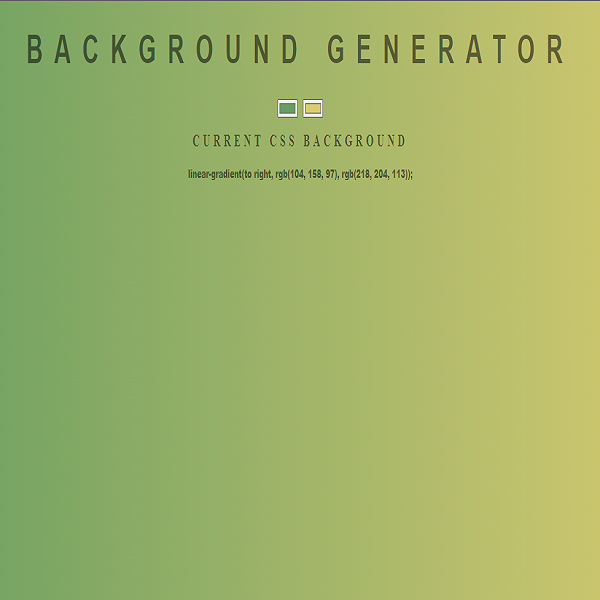 BACKGROUND GENERATOR
CURRENT CSS BACKGROUND
linear-gradient(to right, rgb(104, 158, 97), rgb(218, 204, 113));